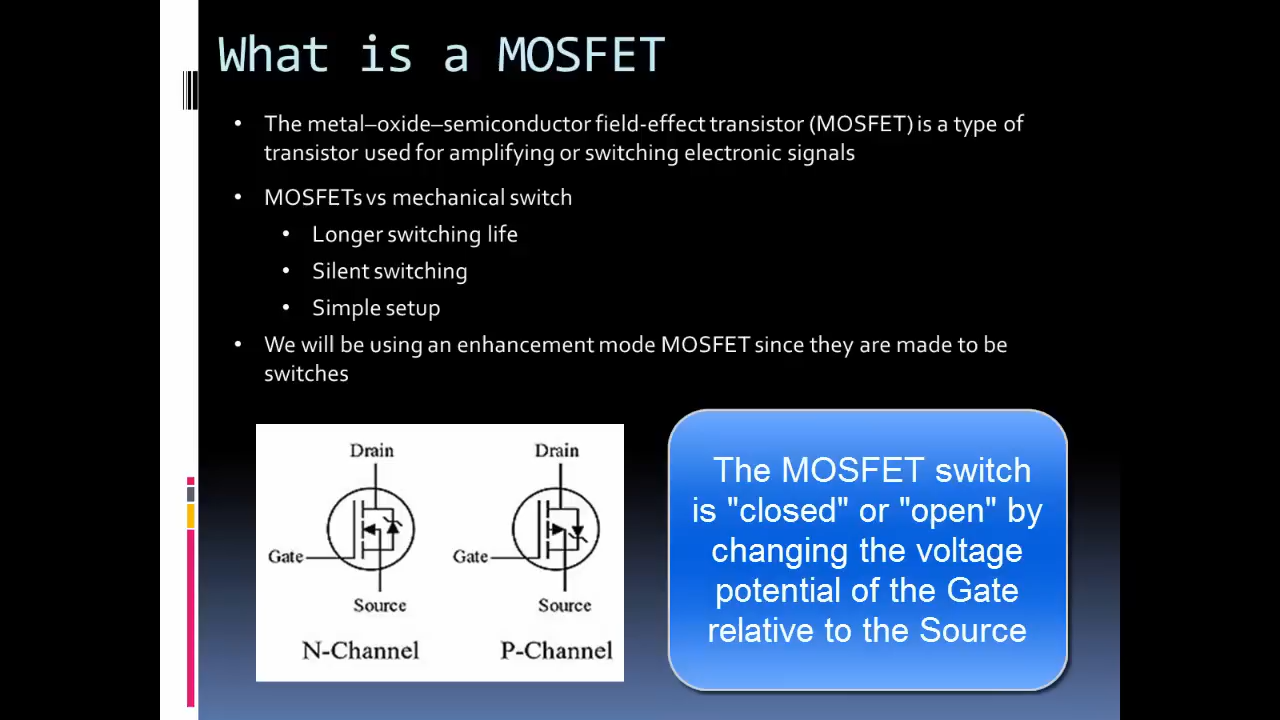 What is a MOSFET
• The metal–oxide–semiconductor field-effect transistor (MOSFET) is a type of
transistor used for amplifying or switching electronic signals
• MOSFETs vs mechanical switch
• Longer switching life
• Silent switching
• Simple setup
• We will be using an enhancement mode MOSFET since they are made to be
switches
Drain
Gate
Source
N-Channel
Drain
Gate
Source
P-Channel
The MOSFET switch
is "closed" or "open" by
changing the voltage
potential of the Gate
relative to the Source